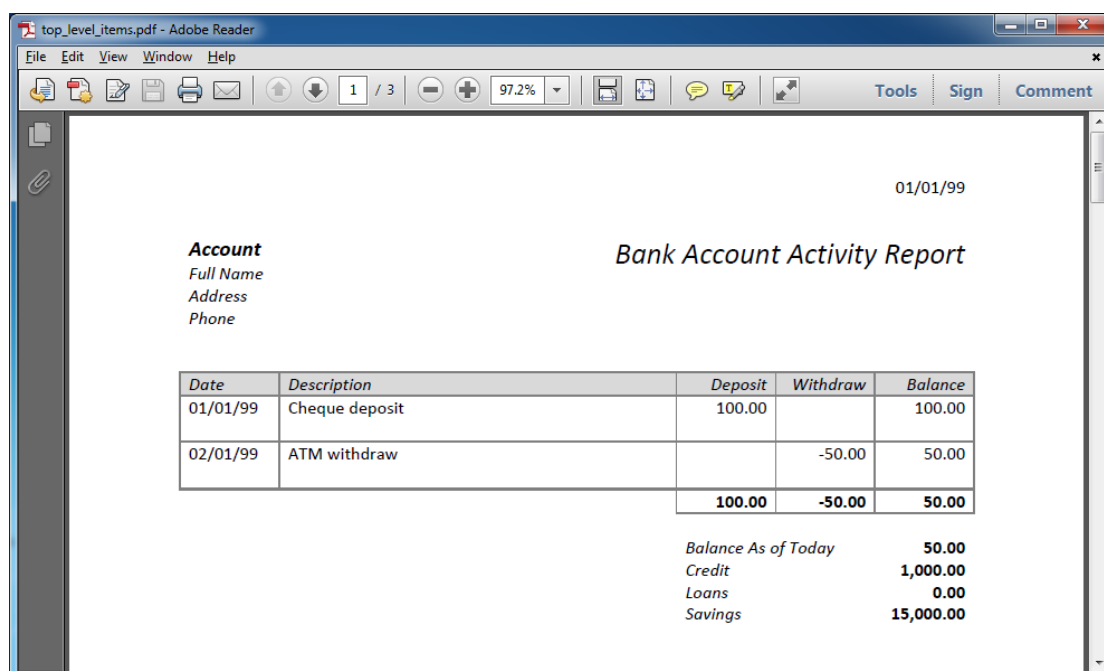 top_level_items.pdf - Adobe Reader
File Edit View Window Help
1 / 3 97.2% Tools Sign Comment
01/01/99
Account
Bank Account Activity Report
Full Name
Address
Phone
Date Description Deposit Withdraw Balance
01/01/99 Cheque deposit 100.00 100.00
02/01/99 ATM withdraw -50.00 50.00
100.00 -50.00 50.00
Balance As of Today 50.00
Credit 1,000.00
Loans 0.00
Savings 15,000.00